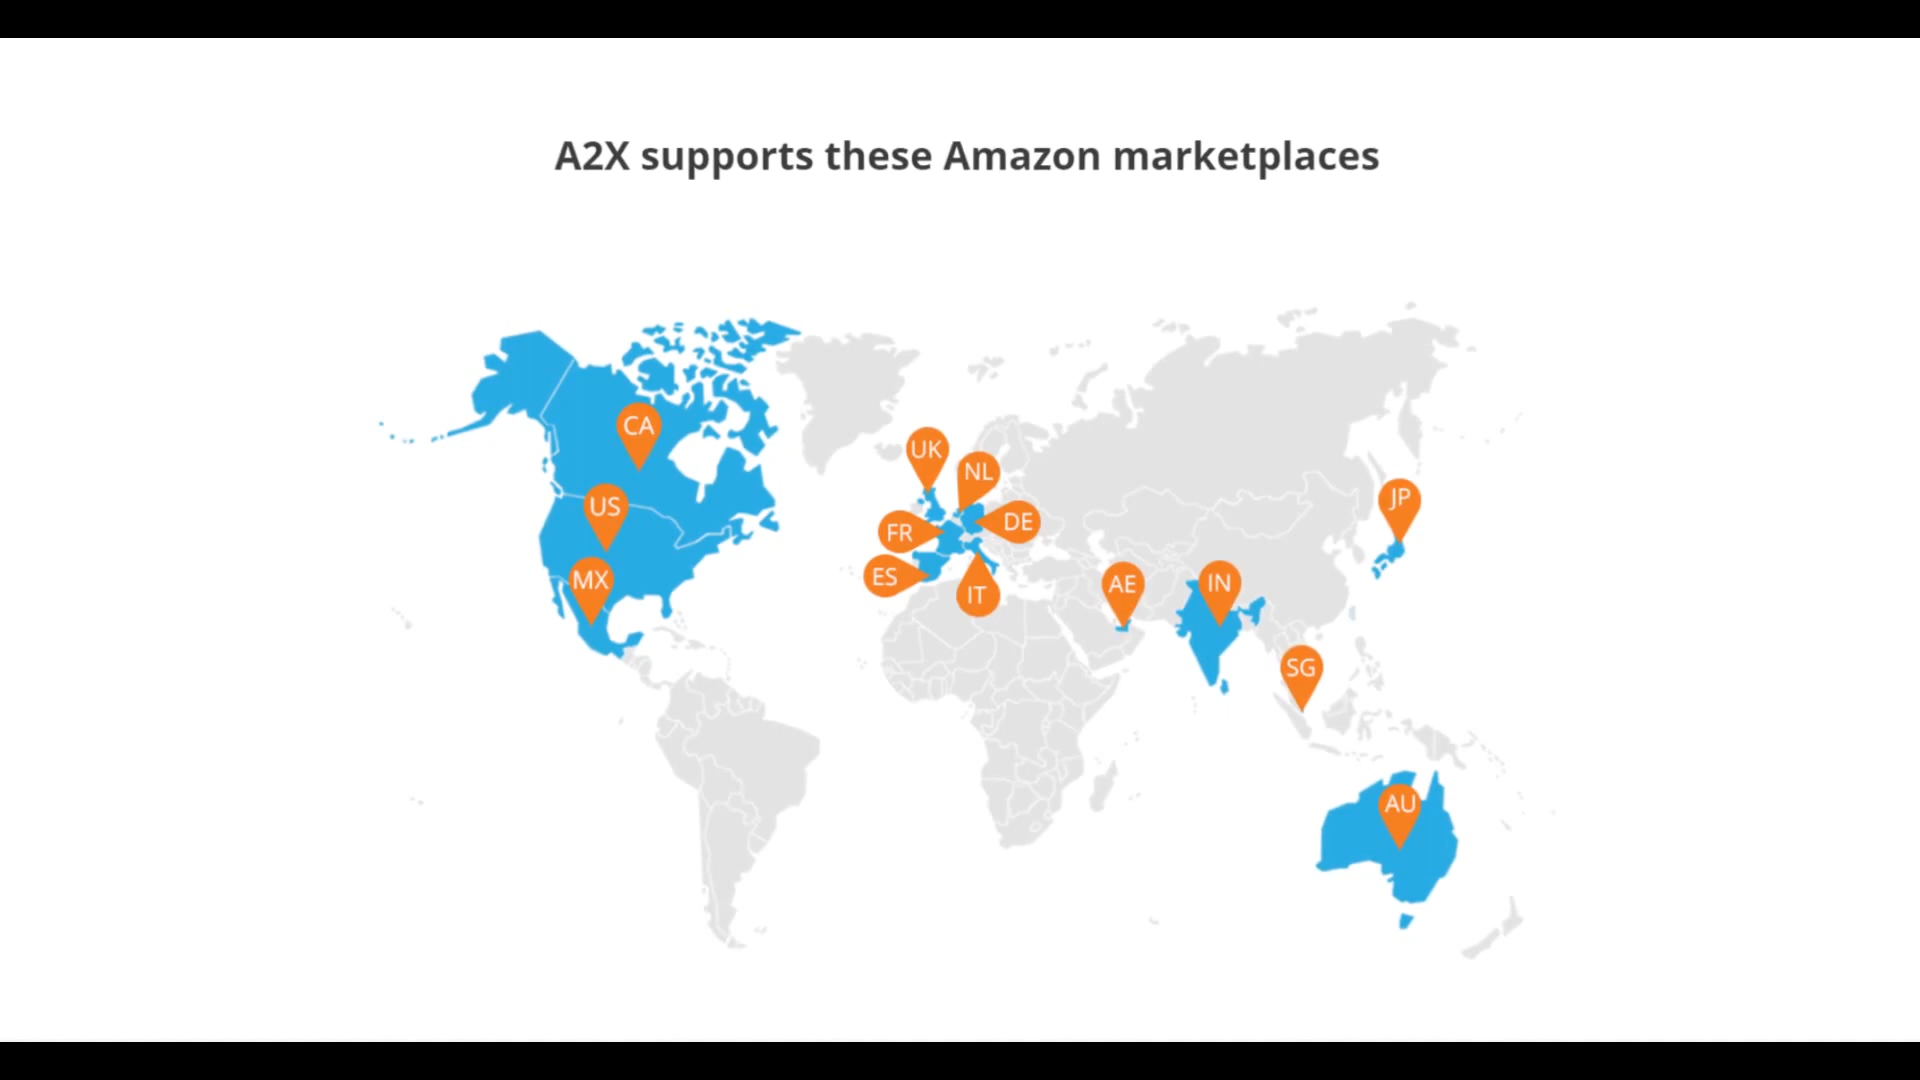 A2X supports these Amazon marketplaces
CA
UK
NL
US
JP
FR
DE
ES
MX
IT
AE
IN
SG
AU